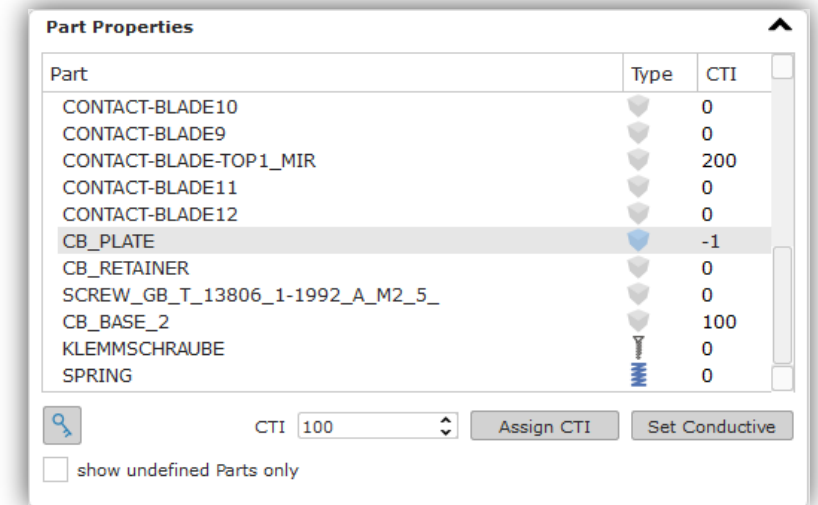 Part Properties
Part Type CTI
CONTACT-BLADE10 0
CONTACT-BLADE9 0
CONTACT-BLADE-TOP1_MIR 200
CONTACT-BLADE11 0
CONTACT-BLADE12 0
CB_PLATE -1
CB_RETAINER 0
SCREW_GB_T_13806_1-1992_A_M2_5_ 0
CB_BASE_2 100
KLEMMSCHRAUBE 0
SPRING 0
CTI 100 Assign CTI Set Conductive
show undefined Parts only